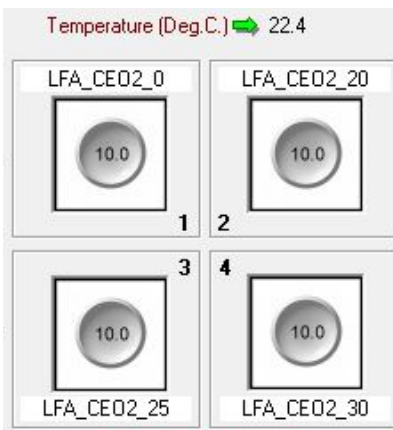 Temperature (Deg.C.) 22.4
LFA_CEO2_0 LFA_CEO2_20
10.0 10.0
1 2
3 4
10.0 10.0
LFA_CEO2_25 LFA_CEO2_30